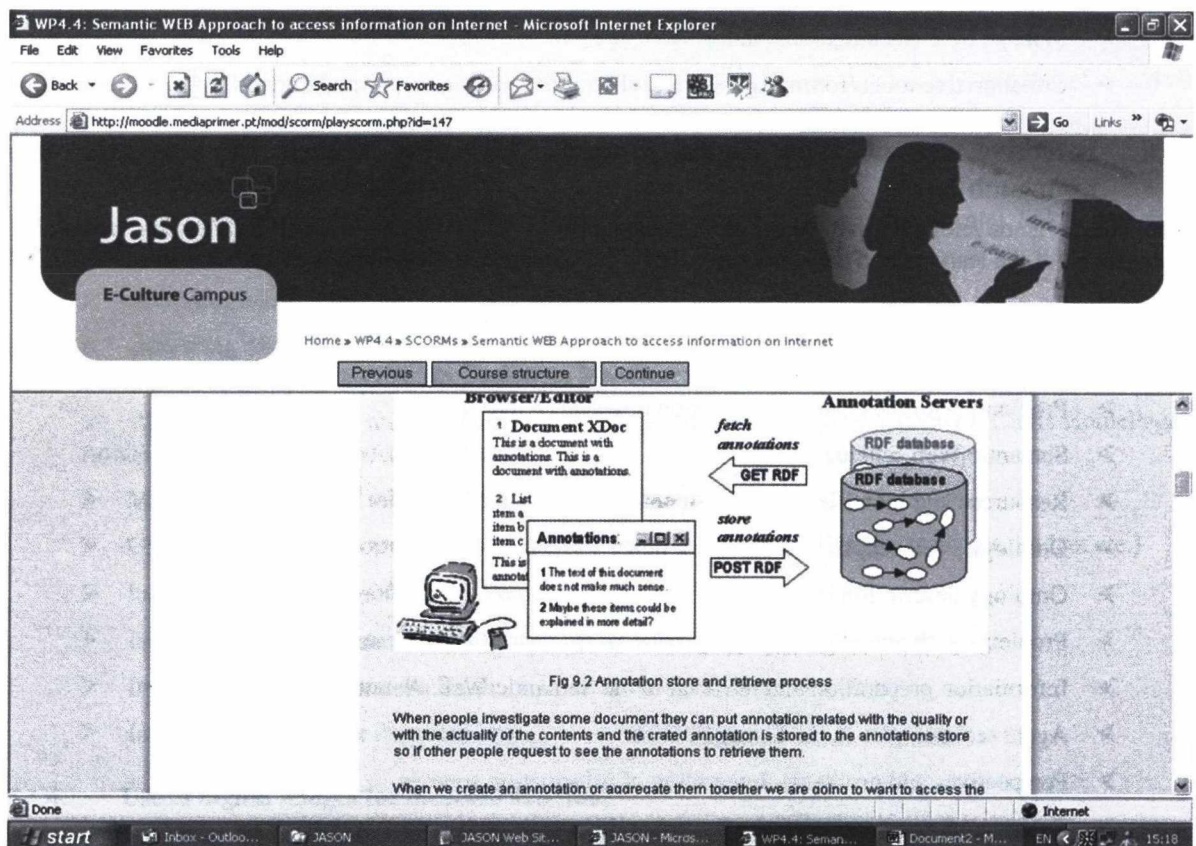 WP4.4: Semantic WEB Approach to access information on Internet - Microsoft Internet Explorer
File Edit View Favorites Tools Help
Back Search Favorites
Address http://moodle.mediaprimer.pt/mod/scorm/playscorm.php?id=147 Go Links »
Jason
E-Culture Campus
Home » WP4 4 » SCORMs » Semantic WEB Approach to access information on Internet
Previous Course structure Continue
Browser/Editor
1 Document XDoc
This is a document with
annotations. This is a
document with annotations.
2 List
item a
item b
item c
This is
annotat
Annotations
1 The text of this document
does not make much sense.
2 Maybe these items could be
explained in more detail?
fetch
annotations
GET RDF
store
annotations
POST RDF
Annotation Servers
RDF database
RDF database
Fig 9.2 Annotation store and retrieve process
When people investigate some document they can put annotation related with the quality or
with the actuality of the contents and the crated annotation is stored to the annotations store
so if other people request to see the annotations to retrieve them.
When we create an annotation or aggregate them together we are going to want to access the
Done Internet
start Inbox - Outloo... JASON JASON Web Sit... JASON - Micros... WP4.4: Seman... Document2 - M... EN 15:18